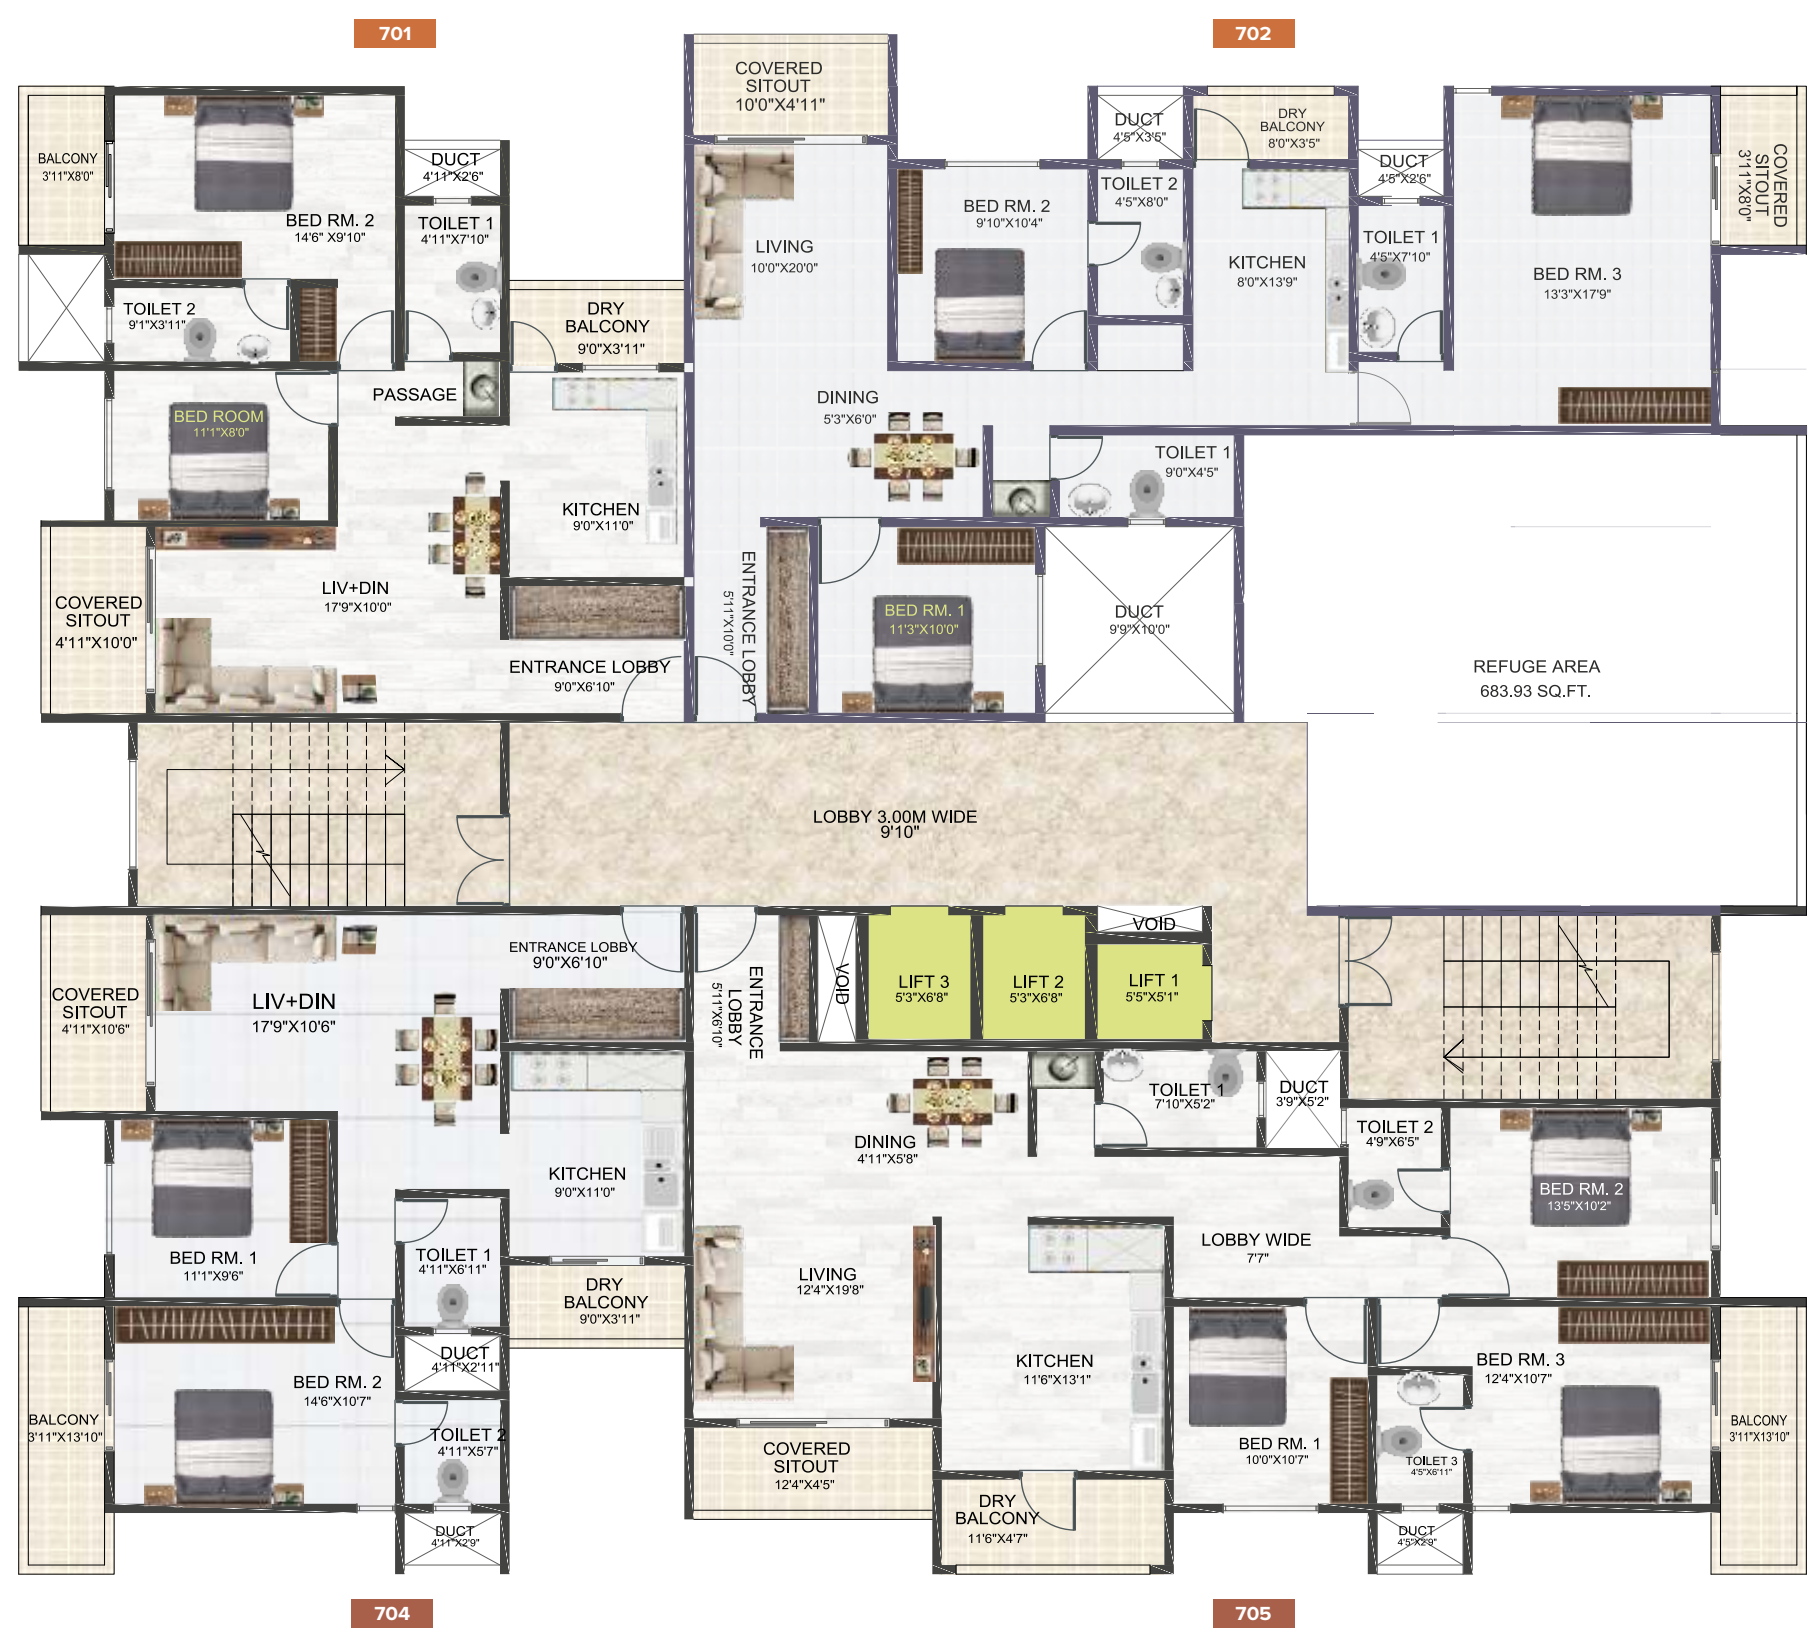 701
702
COVERED
SITOUT
10'0"X4'11"
BALCONY
3'11"X8'0"
BED RM. 2
14'6" X9'10"
DUCT
4'11"X2'6"
TOILET 1
4'11"X7'10"
TOILET 2
9'1"X3'11"
DRY
BALCONY
9'0"X3'11"
PASSAGE
BED ROOM
11'1"X8'0"
KITCHEN
9'0"X11'0"
LIV+DIN
17'9"X10'0"
COVERED
SITOUT
4'11"X10'0"
ENTRANCE LOBBY
9'0"X6'10"
LIVING
10'0"X20'0"
BED RM. 2
9'10"X10'4"
DUCT
4'5"X3'5"
TOILET 2
4'5"X8'0"
DRY
BALCONY
8'0"X3'5"
KITCHEN
8'0"X13'9"
DUCT
4'5"X2'6"
TOILET 1
4'5"X7'10"
BED RM. 3
13'3"X17'9"
COVERED
SITOUT
3'11"X8'0"
DINING
5'3"X6'0"
TOILET 1
9'0"X4'5"
ENTRANCE LOBBY
5'11"X10'0"
BED RM. 1
11'3"X10'0"
DUCT
9'9"X10'0"
REFUGE AREA
683.93 SQ.FT.
LOBBY 3.00M WIDE
9'10"
COVERED
SITOUT
4'11"X10'6"
LIV+DIN
17'9"X10'6"
ENTRANCE LOBBY
9'0"X6'10"
KITCHEN
9'0"X11'0"
BED RM. 1
11'1"X9'6"
TOILET 1
4'11"X6'11"
DRY
BALCONY
9'0"X3'11"
DUCT
4'11"X2'11"
BED RM. 2
14'6"X10'7"
BALCONY
3'11"X13'10"
TOILET 2
4'11"X5'7"
DUCT
4'11"X2'9"
ENTRANCE
LOBBY
5'11"X6'10"
VOID
LIFT 3
5'3"X6'8"
LIFT 2
5'3"X6'8"
VOID
LIFT 1
5'5"X5'1"
DINING
4'11"X5'8"
TOILET 1
7'10"X5'2"
DUCT
3'9"X5'2"
TOILET 2
4'9"X6'5"
BED RM. 2
13'5"X10'2"
LOBBY WIDE
7'7"
LIVING
12'4"X19'8"
KITCHEN
11'6"X13'1"
BED RM. 1
10'0"X10'7"
BED RM. 3
12'4"X10'7"
TOILET 3
4'5"X6'11"
BALCONY
3'11"X13'10"
COVERED
SITOUT
12'4"X4'5"
DRY
BALCONY
11'6"X4'7"
DUCT
4'5"X2'9"
704
705